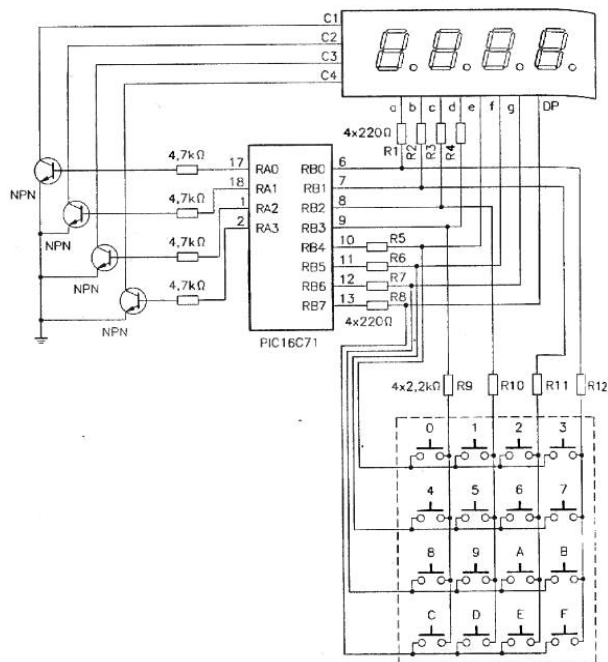 C1
C2
C3
C4
a b c d e f g DP
4x220Ω
R1 R2 R3 R4
4,7kΩ 17 RA0 RB0 6
NPN
18 RA1 RB1 7
4,7kΩ
1 RA2 RB2 8
NPN
2 RA3 RB3 9
4,7kΩ
RB4 10 R5
RB5 11 R6
NPN
4,7kΩ
RB6 12 R7
RB7 13 R8
NPN
PIC16C71
4x220Ω
4x2,2kΩ R9 R10 R11 R12
0 1 2 3
4 5 6 7
8 9 A B
C D E F